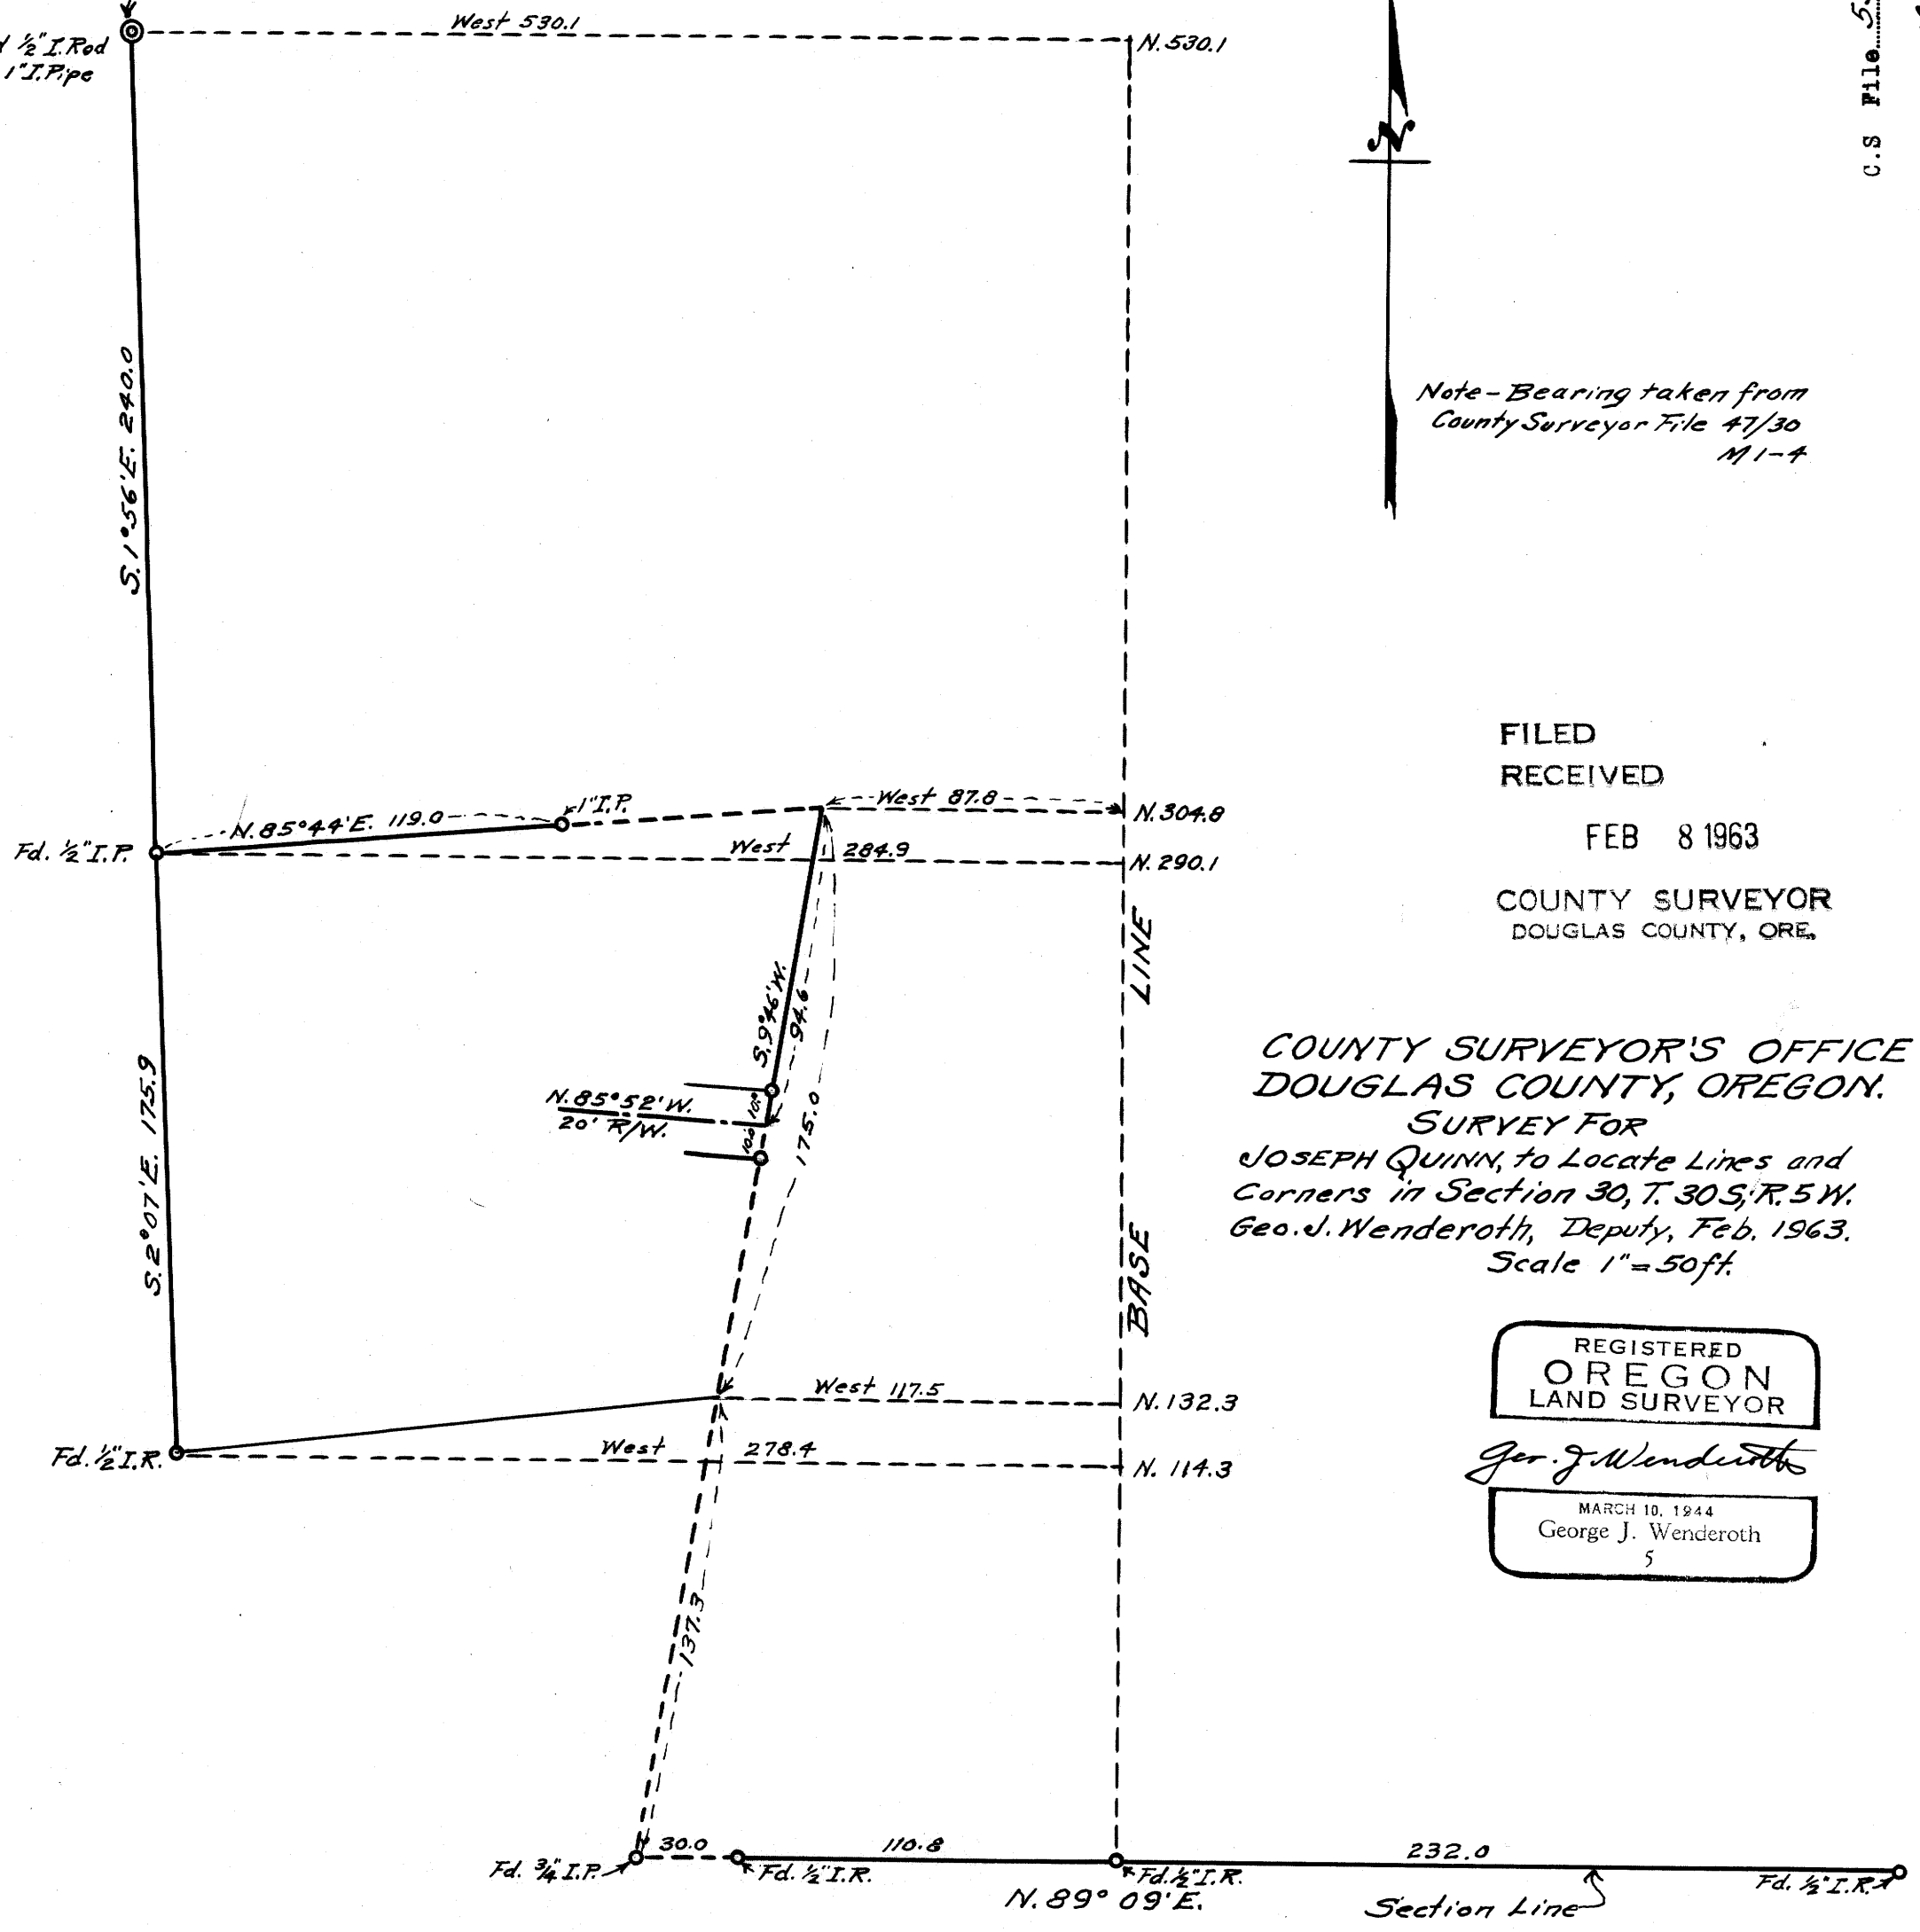 West 530.1
N. 530.1
½" I. Rod
1" I. Pipe
C.S File
S. 1° 56' E. 240.0
N
Note - Bearing taken from
County Surveyor File 47/30
M 1-4
FILED
RECEIVED
FEB 8 1963
COUNTY SURVEYOR
DOUGLAS COUNTY, ORE.
1" I.P.
West 87.8
N. 304.8
N. 85° 44' E. 119.0
Fd. ½" I.P.
West 284.9
N. 290.1
S. 9° 46' W.
94.6
175.0
N. 85° 52' W.
20' R/W.
10.0
10.0
BASE LINE
S. 2° 07' E. 175.9
COUNTY SURVEYOR'S OFFICE
DOUGLAS COUNTY, OREGON.
SURVEY FOR
JOSEPH QUINN, to Locate Lines and
Corners in Section 30, T. 30 S, R. 5 W.
Geo. J. Wenderoth, Deputy, Feb. 1963.
Scale 1" = 50 ft.
West 117.5
N. 132.3
Fd. ½" I.R.
West 278.4
N. 114.3
REGISTERED
OREGON
LAND SURVEYOR
Geo. J. Wenderoth
MARCH 10, 1944
George J. Wenderoth
5
137.3
30.0
110.8
232.0
Fd. ¾" I.P.
Fd. ½" I.R.
Fd. ½" I.R.
Fd. ½" I.R.
N. 89° 09' E.
Section Line